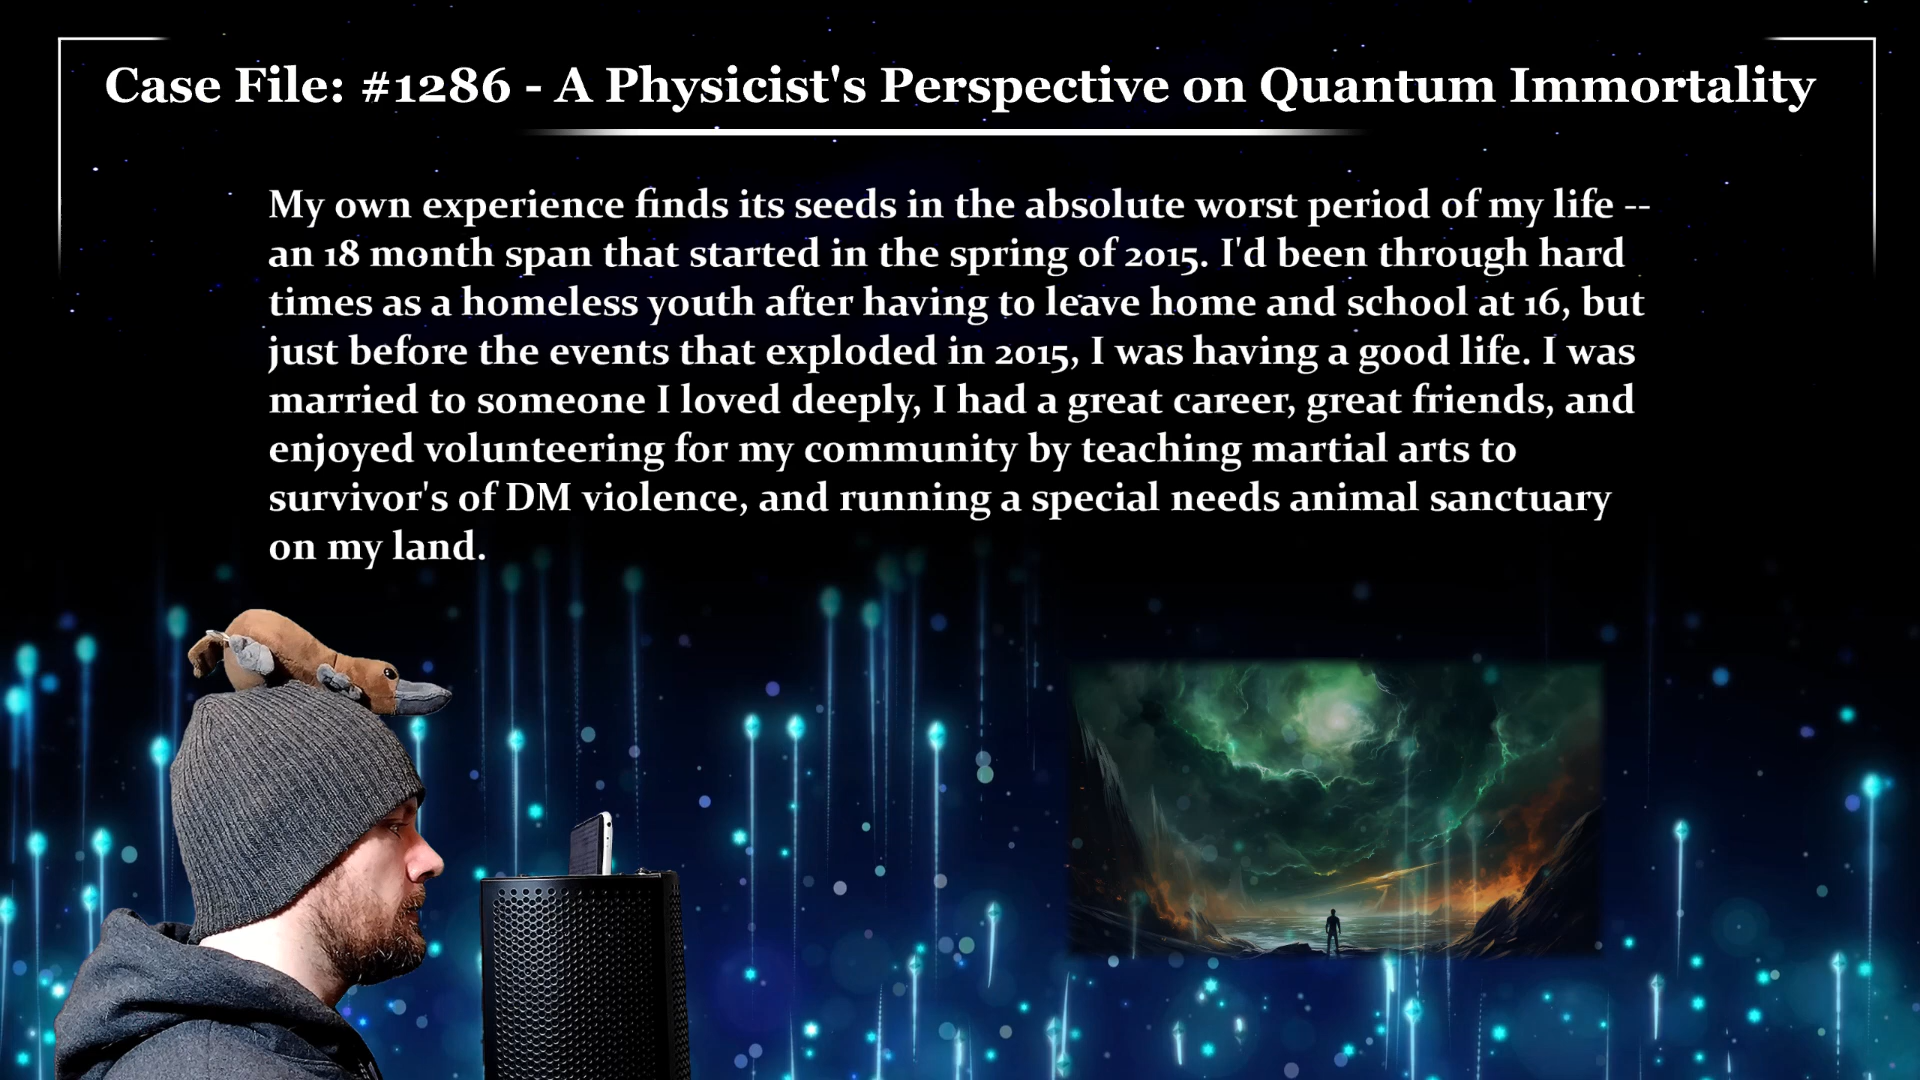 Case File: #1286 - A Physicist's Perspective on Quantum Immortality
My own experience finds its seeds in the absolute worst period of my life --
an 18 month span that started in the spring of 2015. I'd been through hard
times as a homeless youth after having to leave home and school at 16, but
just before the events that exploded in 2015, I was having a good life. I was
married to someone I loved deeply, I had a great career, great friends, and
enjoyed volunteering for my community by teaching martial arts to
survivor's of DM violence, and running a special needs animal sanctuary
on my land.